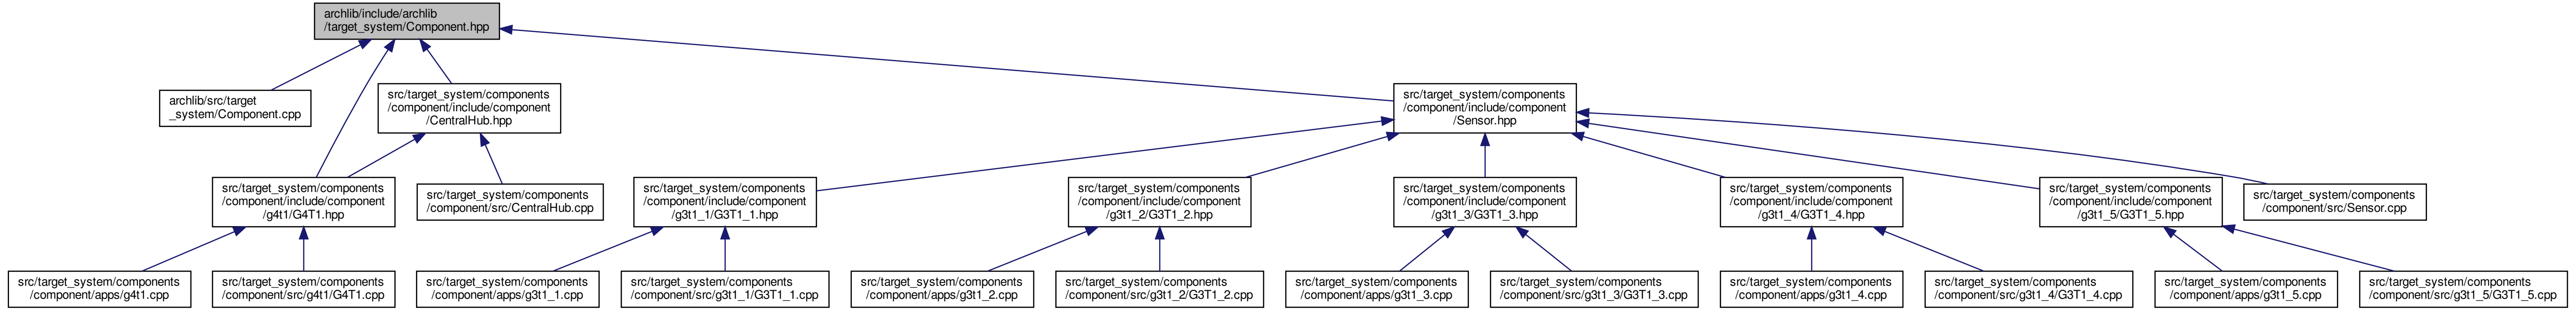 archlib/include/archlib
/target_system/Component.hpp
archlib/src/target
_system/Component.cpp
src/target_system/components
/component/include/component
/CentralHub.hpp
src/target_system/components
/component/include/component
/Sensor.hpp
src/target_system/components
/component/include/component
/g4t1/G4T1.hpp
src/target_system/components
/component/src/CentralHub.cpp
src/target_system/components
/component/include/component
/g3t1_1/G3T1_1.hpp
src/target_system/components
/component/include/component
/g3t1_2/G3T1_2.hpp
src/target_system/components
/component/include/component
/g3t1_3/G3T1_3.hpp
src/target_system/components
/component/include/component
/g3t1_4/G3T1_4.hpp
src/target_system/components
/component/include/component
/g3t1_5/G3T1_5.hpp
src/target_system/components
/component/src/Sensor.cpp
src/target_system/components
/component/apps/g4t1.cpp
src/target_system/components
/component/src/g4t1/G4T1.cpp
src/target_system/components
/component/apps/g3t1_1.cpp
src/target_system/components
/component/src/g3t1_1/G3T1_1.cpp
src/target_system/components
/component/apps/g3t1_2.cpp
src/target_system/components
/component/src/g3t1_2/G3T1_2.cpp
src/target_system/components
/component/apps/g3t1_3.cpp
src/target_system/components
/component/src/g3t1_3/G3T1_3.cpp
src/target_system/components
/component/apps/g3t1_4.cpp
src/target_system/components
/component/src/g3t1_4/G3T1_4.cpp
src/target_system/components
/component/apps/g3t1_5.cpp
src/target_system/components
/component/src/g3t1_5/G3T1_5.cpp